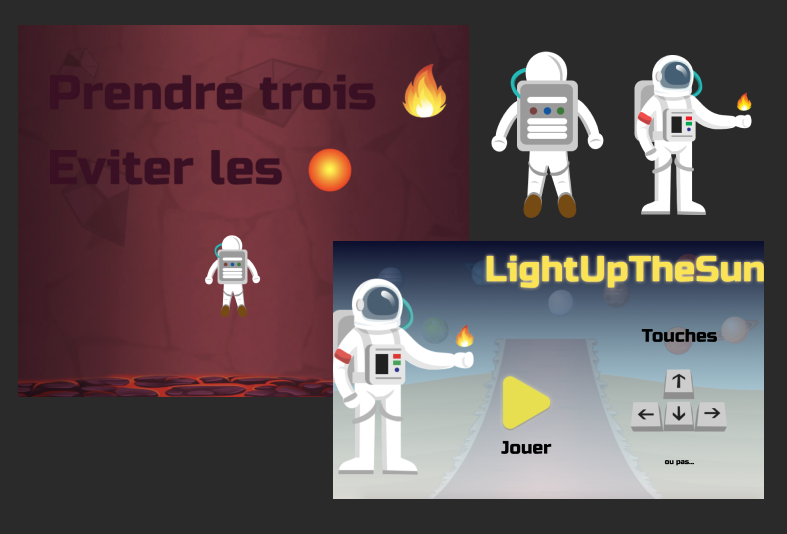 Prendre trois
Eviter les
LightUpTheSun
Touches
Jouer
ou pas...